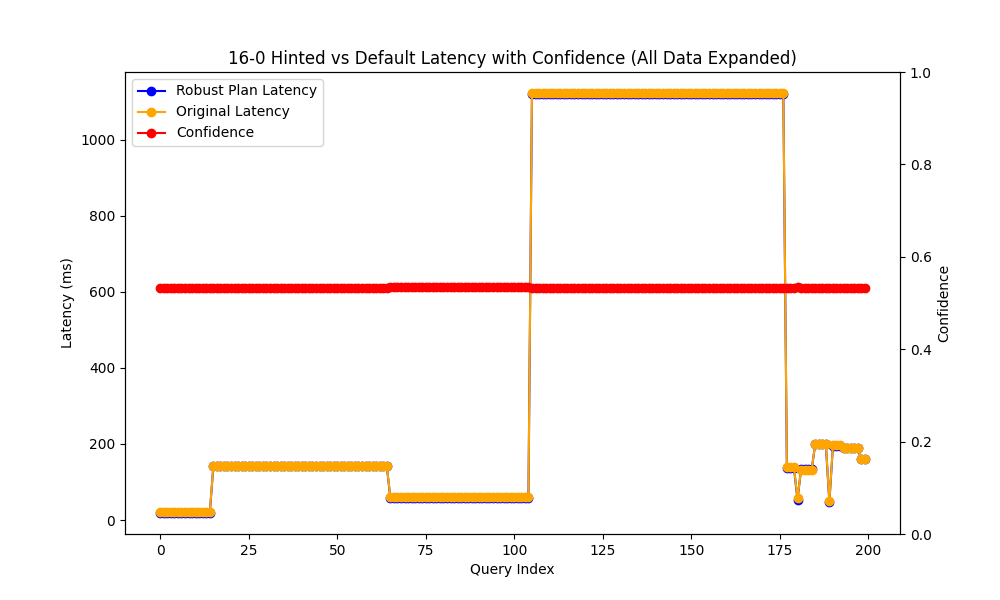 16-0 Hinted vs Default Latency with Confidence (All Data Expanded)
Robust Plan Latency
Original Latency
Confidence
Latency (ms)
1000
800
600
400
200
0
1.0
0.8
0.6
0.4
0.2
0.0
Confidence
0 25 50 75 100 125 150 175 200
Query Index